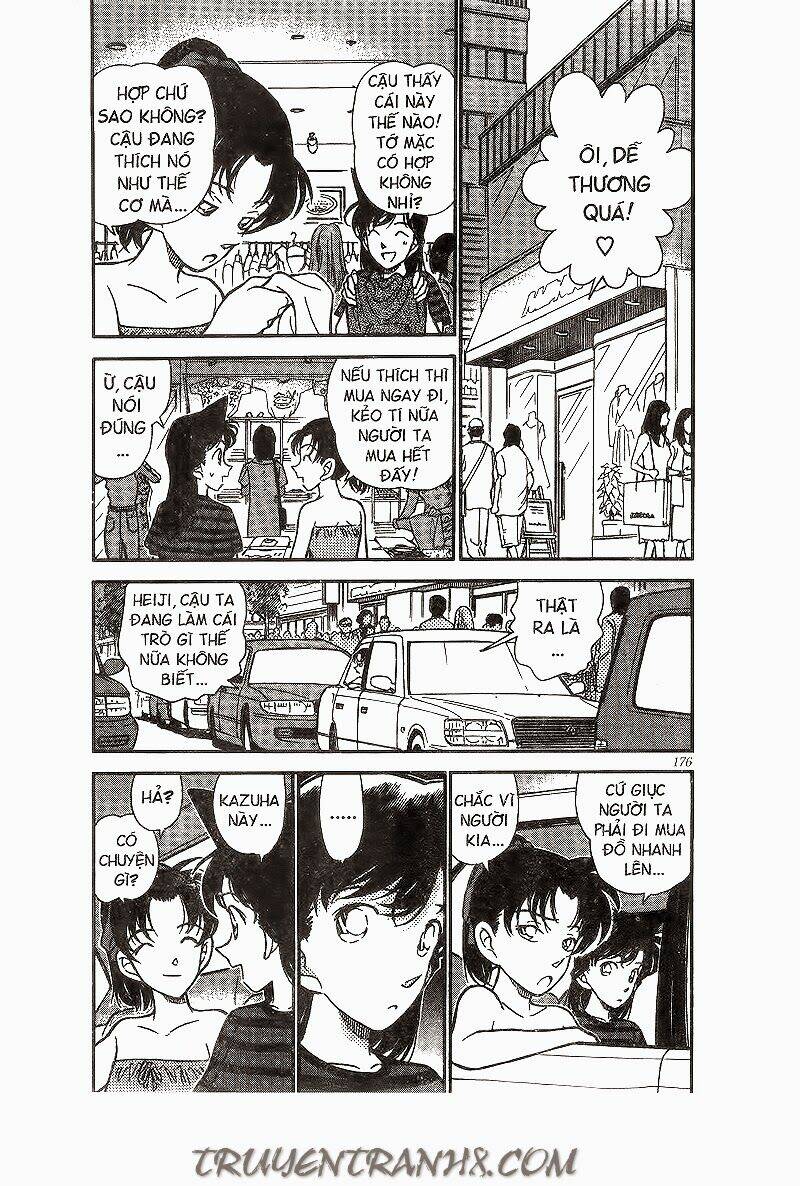 ÔI, DỄ
THƯƠNG
QUÁ!
♡
CẬU THẤY
CÁI NÀY
THẾ NÀO!
TỚ MẶC
CÓ HỢP
KHÔNG
NHỈ?
HỢP CHỨ
SAO KHÔNG?
CẬU ĐANG
THÍCH NÓ
NHƯ THẾ
CƠ MÀ...
NẾU THÍCH THÌ
MUA NGAY ĐI,
KẺO TÍ NỮA
NGƯỜI TA
MUA HẾT
ĐẤY!
Ừ, CẬU
NÓI
ĐÚNG
...
THẬT
RA LÀ
...
HEIJI, CẬU TA
ĐANG LÀM CÁI
TRÒ GÌ THẾ
NỮA KHÔNG
BIẾT...
176
CỨ GIỤC
NGƯỜI TA
PHẢI ĐI MUA
ĐỒ NHANH
LÊN...
CHẮC VÌ
NGƯỜI
KIA...
.....
KAZUHA
NÀY...
HẢ?
CÓ
CHUYỆN
GÌ?
TRUYENTRANH8.COM